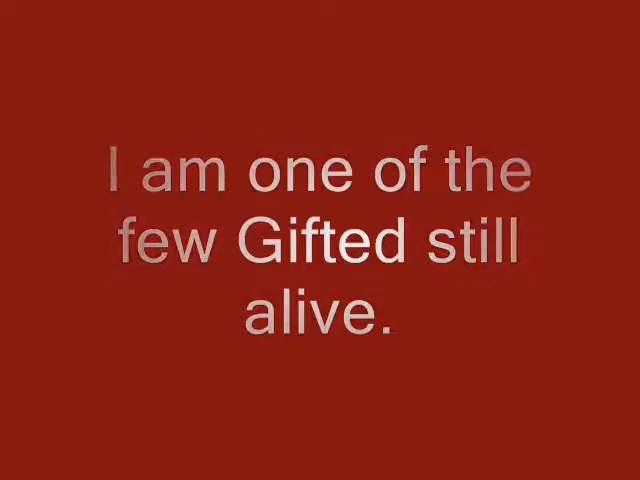 I am one of the
few Gifted still
alive.